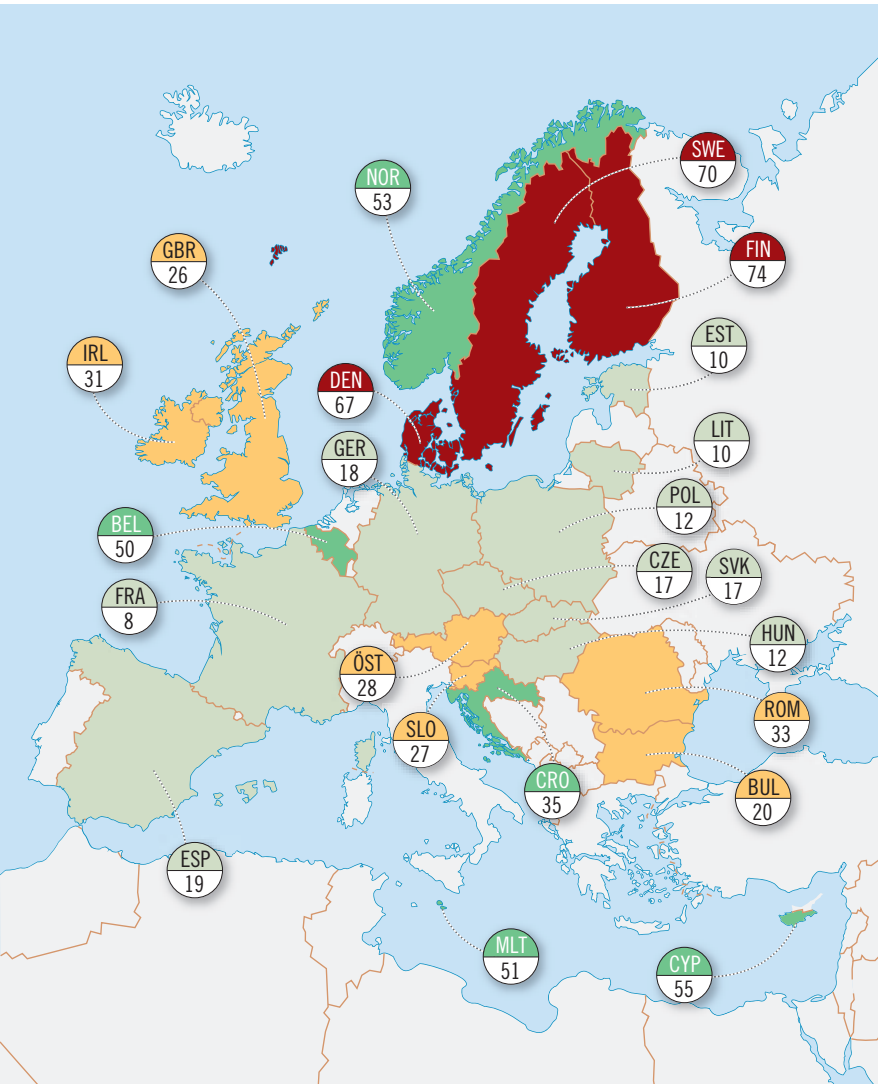 SWE
70
NOR
53
GBR
26
FIN
74
EST
10
IRL
31
DEN
67
LIT
10
GER
18
POL
12
BEL
50
CZE
17
SVK
17
FRA
8
HUN
12
ÖST
28
ROM
33
SLO
27
CRO
35
BUL
20
ESP
19
MLT
51
CYP
55